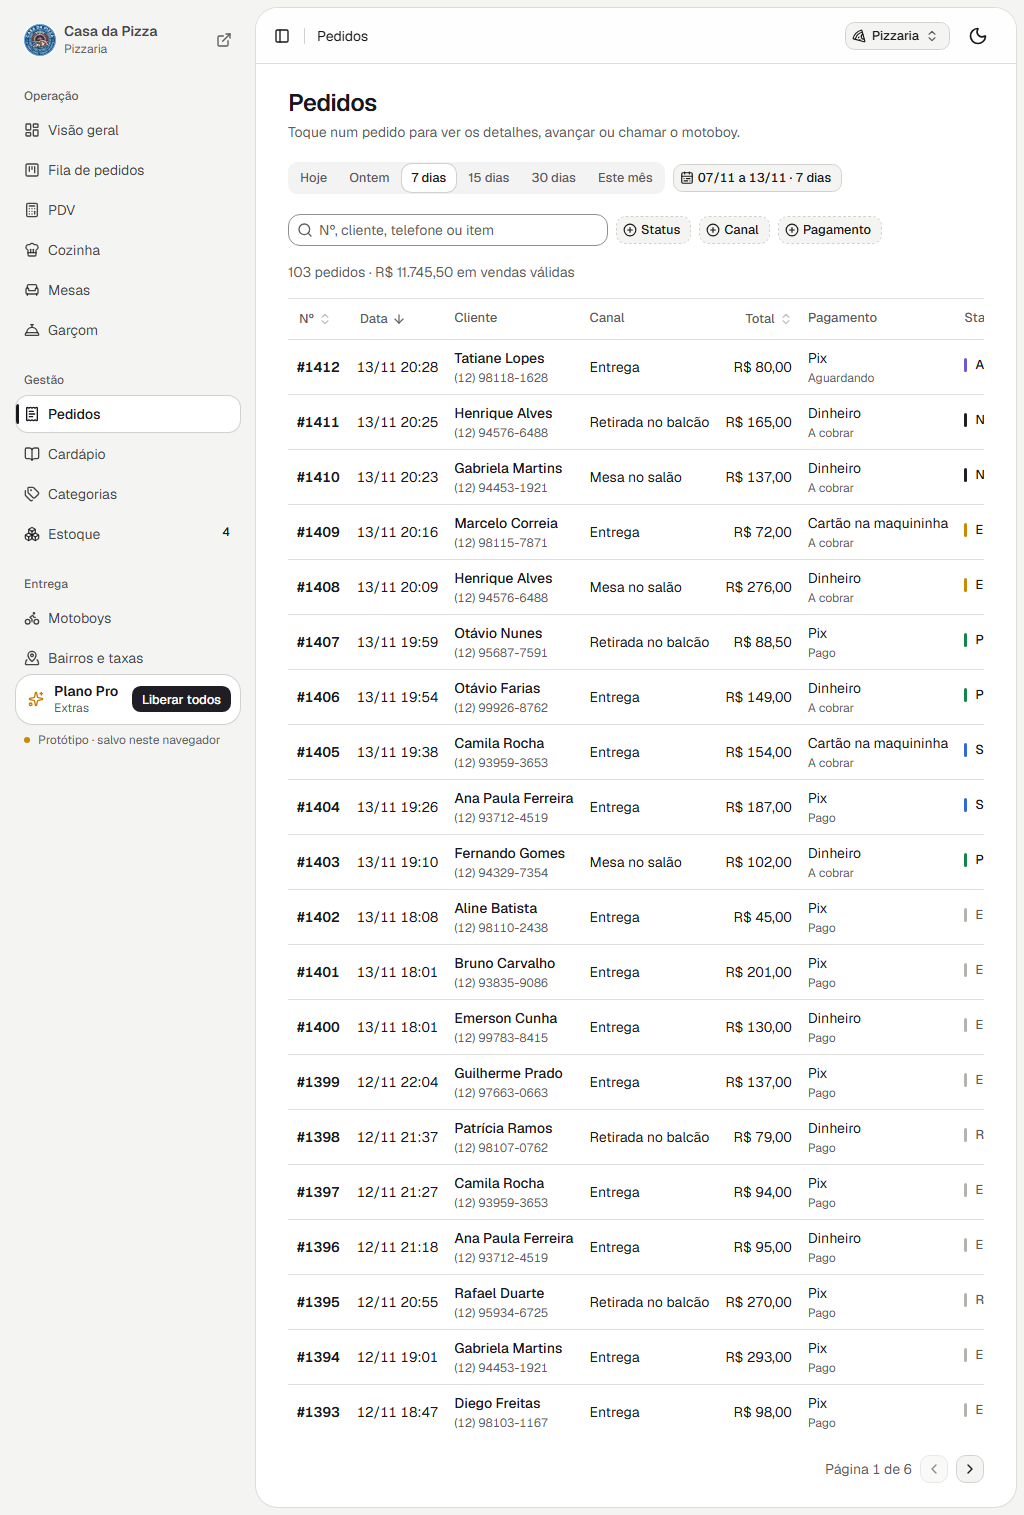 Casa da Pizza
Pizzaria
Operação
Visão geral
Fila de pedidos
PDV
Cozinha
Mesas
Garçom
Gestão
Pedidos
Cardápio
Categorias
Estoque 4
Entrega
Motoboys
Bairros e taxas
Plano Pro
Extras
Liberar todos
Protótipo · salvo neste navegador
Pedidos
Pizzaria
Pedidos
Toque num pedido para ver os detalhes, avançar ou chamar o motoboy.
Hoje Ontem 7 dias 15 dias 30 dias Este mês 07/11 a 13/11 · 7 dias
Nº, cliente, telefone ou item Status Canal Pagamento
103 pedidos · R$ 11.745,50 em vendas válidas
Nº Data Cliente Canal Total Pagamento Sta
#1412 13/11 20:28 Tatiane Lopes Entrega R$ 80,00 Pix A
(12) 98118-1628 Aguardando
#1411 13/11 20:25 Henrique Alves Retirada no balcão R$ 165,00 Dinheiro N
(12) 94576-6488 A cobrar
#1410 13/11 20:23 Gabriela Martins Mesa no salão R$ 137,00 Dinheiro N
(12) 94453-1921 A cobrar
#1409 13/11 20:16 Marcelo Correia Entrega R$ 72,00 Cartão na maquininha E
(12) 98115-7871 A cobrar
#1408 13/11 20:09 Henrique Alves Mesa no salão R$ 276,00 Dinheiro E
(12) 94576-6488 A cobrar
#1407 13/11 19:59 Otávio Nunes Retirada no balcão R$ 88,50 Pix P
(12) 95687-7591 Pago
#1406 13/11 19:54 Otávio Farias Entrega R$ 149,00 Dinheiro P
(12) 99926-8762 A cobrar
#1405 13/11 19:38 Camila Rocha Entrega R$ 154,00 Cartão na maquininha S
(12) 93959-3653 A cobrar
#1404 13/11 19:26 Ana Paula Ferreira Entrega R$ 187,00 Pix S
(12) 93712-4519 Pago
#1403 13/11 19:10 Fernando Gomes Mesa no salão R$ 102,00 Dinheiro P
(12) 94329-7354 A cobrar
#1402 13/11 18:08 Aline Batista Entrega R$ 45,00 Pix E
(12) 98110-2438 Pago
#1401 13/11 18:01 Bruno Carvalho Entrega R$ 201,00 Pix E
(12) 93835-9086 Pago
#1400 13/11 18:01 Emerson Cunha Entrega R$ 130,00 Dinheiro E
(12) 99783-8415 Pago
#1399 12/11 22:04 Guilherme Prado Entrega R$ 137,00 Pix E
(12) 97663-0663 Pago
#1398 12/11 21:37 Patrícia Ramos Retirada no balcão R$ 79,00 Dinheiro R
(12) 98107-0762 Pago
#1397 12/11 21:27 Camila Rocha Entrega R$ 94,00 Pix E
(12) 93959-3653 Pago
#1396 12/11 21:18 Ana Paula Ferreira Entrega R$ 95,00 Dinheiro E
(12) 93712-4519 Pago
#1395 12/11 20:55 Rafael Duarte Retirada no balcão R$ 270,00 Pix R
(12) 95934-6725 Pago
#1394 12/11 19:01 Gabriela Martins Entrega R$ 293,00 Pix E
(12) 94453-1921 Pago
#1393 12/11 18:47 Diego Freitas Entrega R$ 98,00 Pix E
(12) 98103-1167 Pago
Página 1 de 6